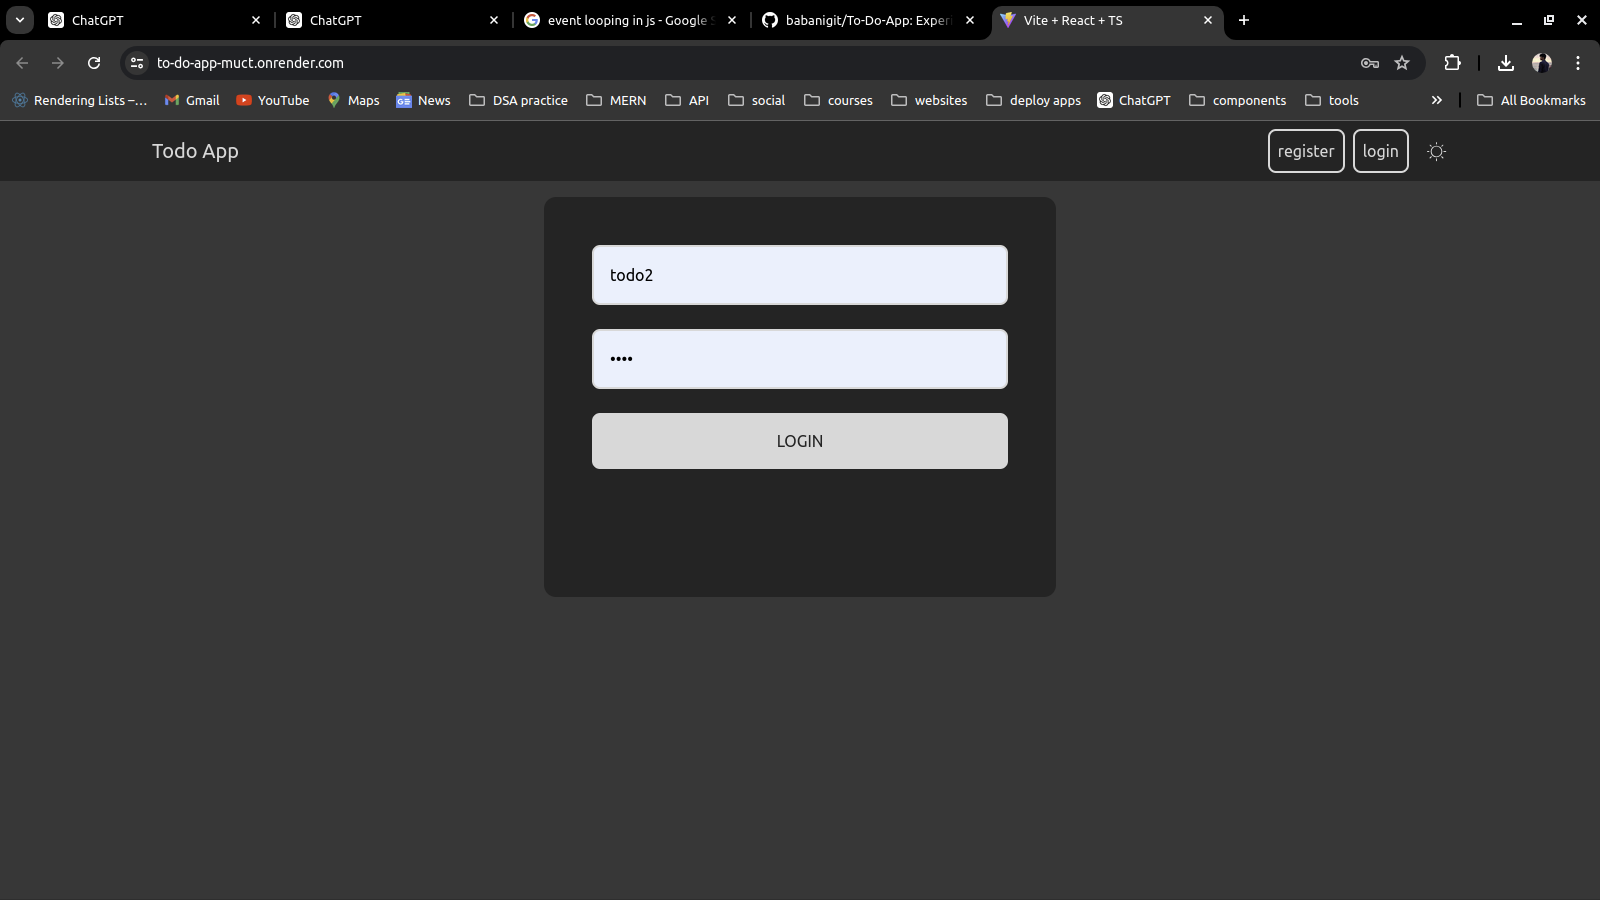 ChatGPT
ChatGPT
event looping in js - Google S
babanigit/To-Do-App: Experi
Vite + React + TS
to-do-app-muct.onrender.com
Rendering Lists –...
Gmail
YouTube
Maps
News
DSA practice
MERN
API
social
courses
websites
deploy apps
ChatGPT
components
tools
All Bookmarks
Todo App
register
login
todo2
LOGIN